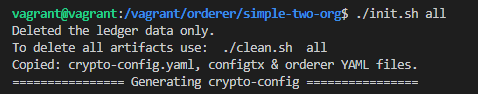 vagrant@vagrant:/vagrant/orderer/simple-two-org$ ./init.sh all
Deleted the ledger data only.
To delete all artifacts use:  ./clean.sh  all
Copied: crypto-config.yaml, configtx & orderer YAML files.
================ Generating crypto-config ================